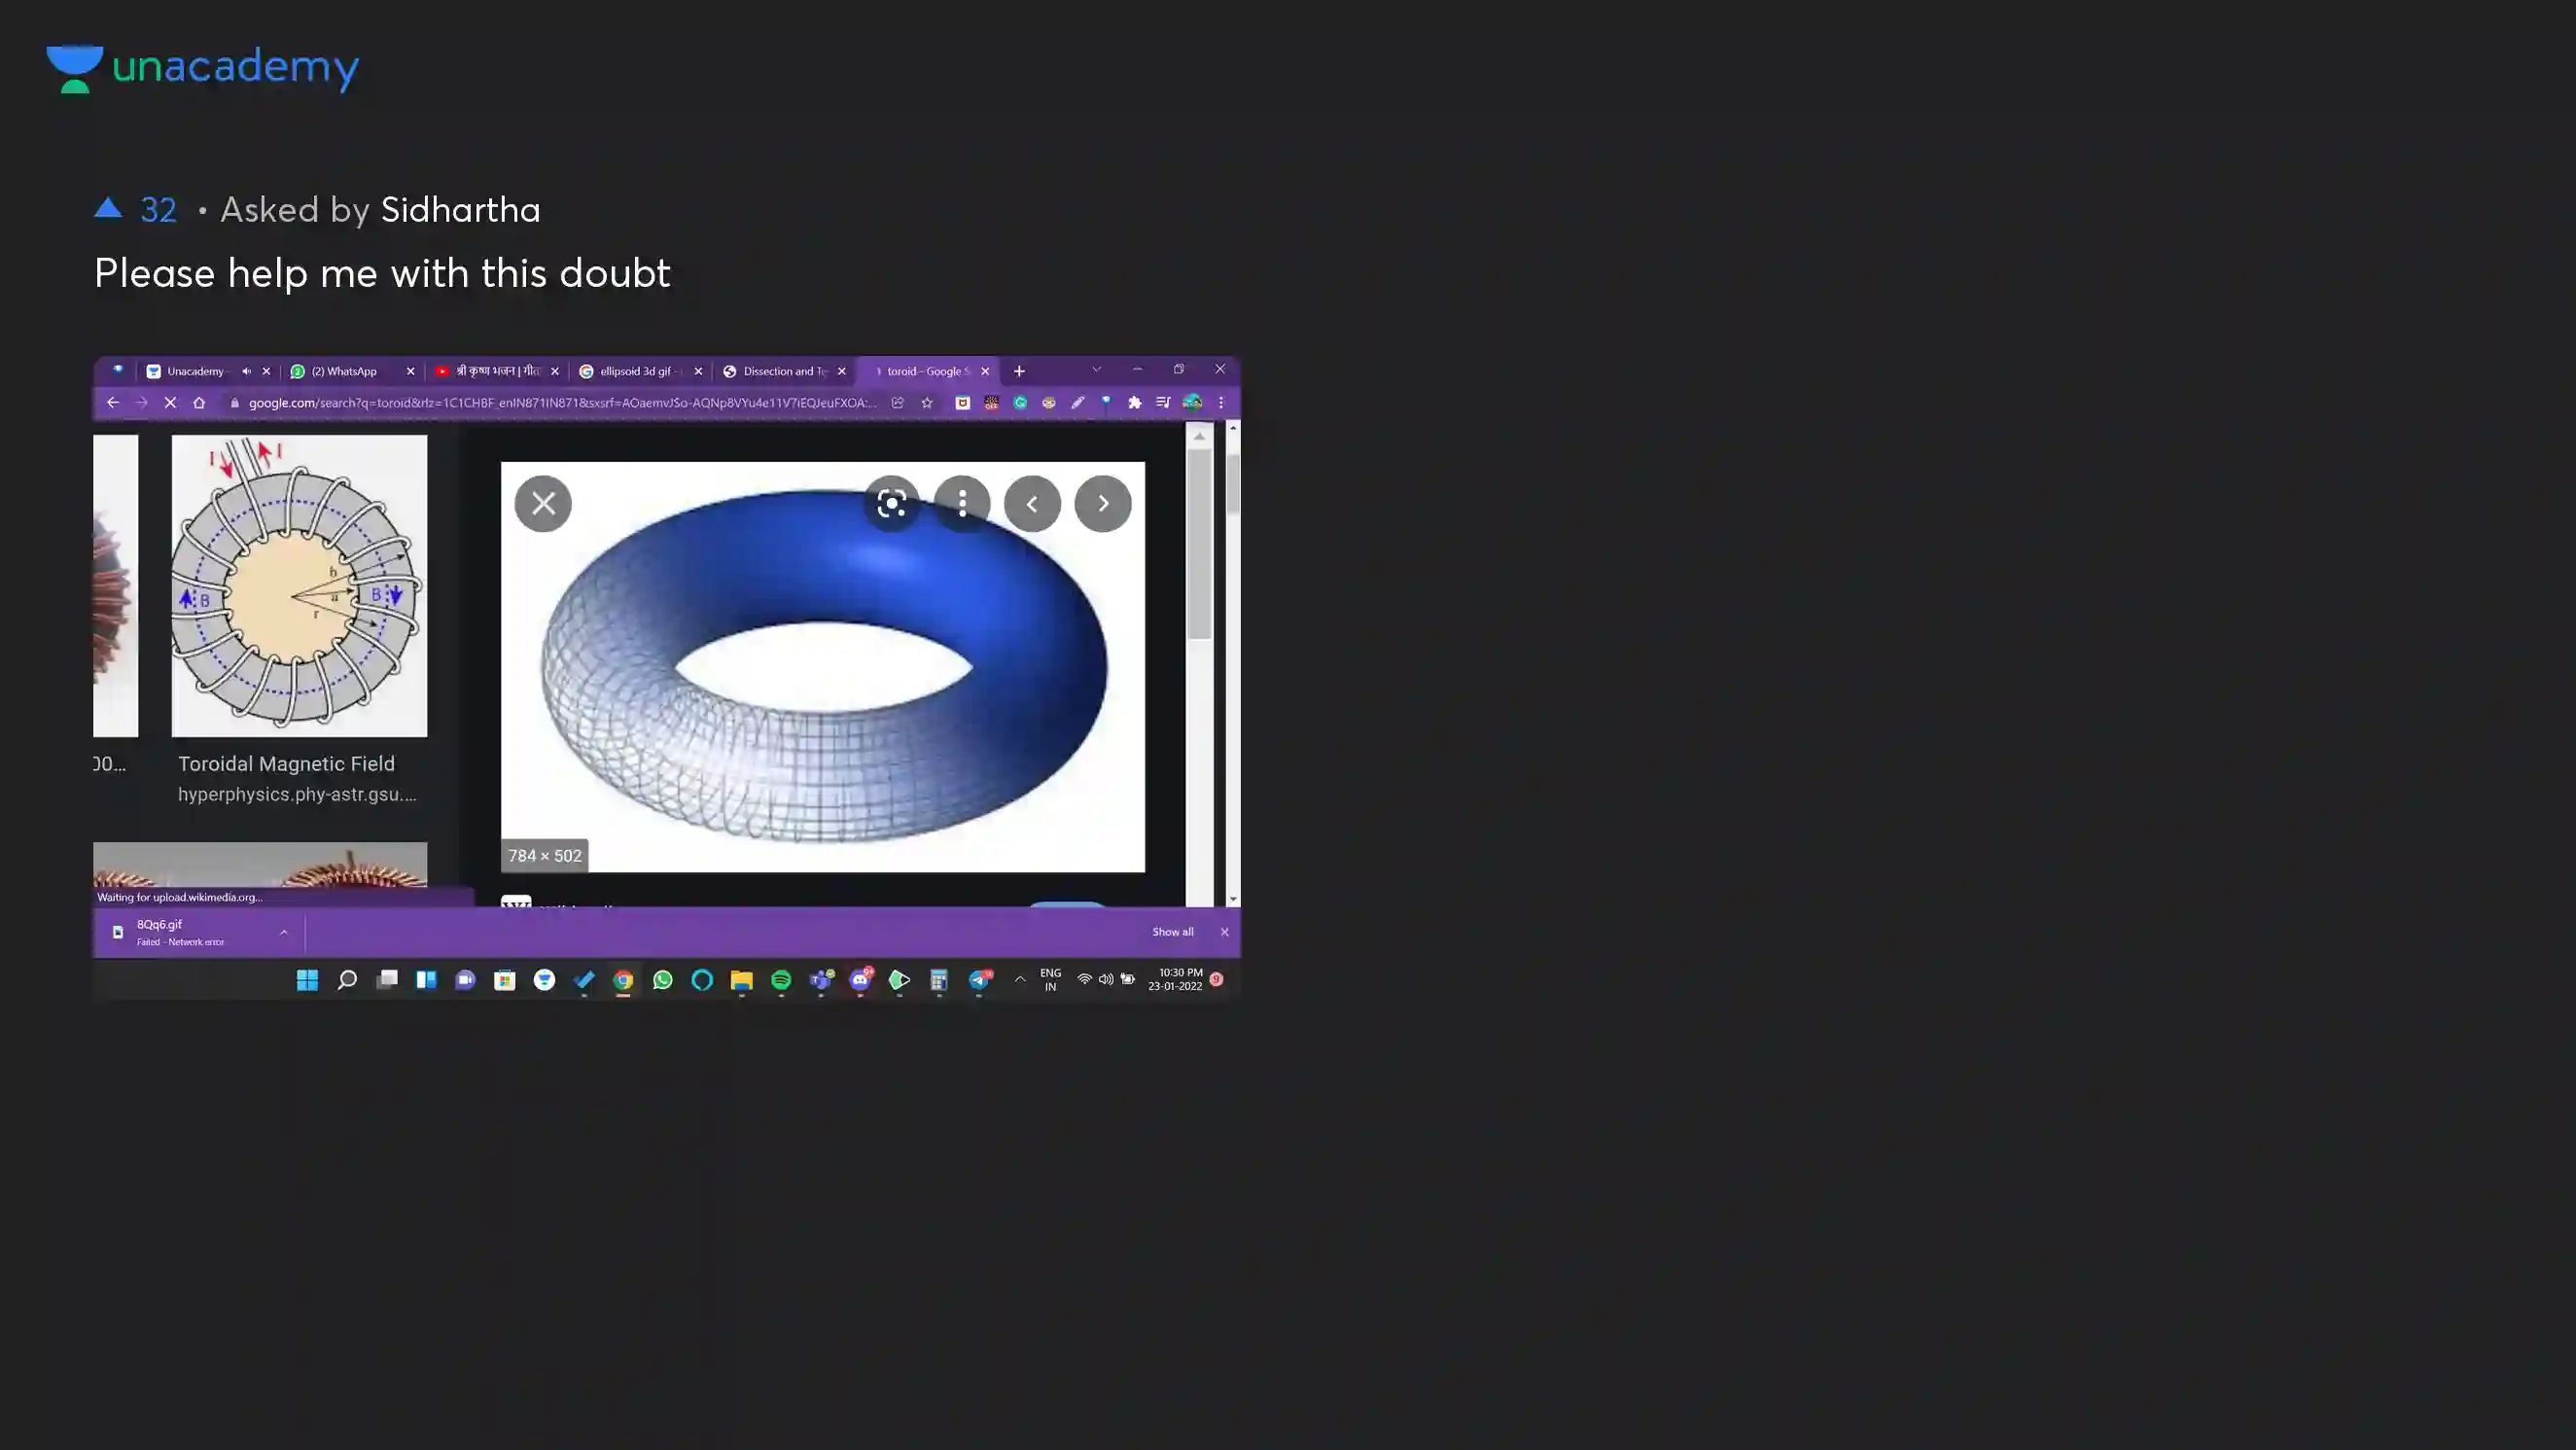 unacademy
32 • Asked by Sidhartha
Please help me with this doubt
Unacademy
(2) WhatsApp
श्री कृष्ण भजन | गीत
ellipsoid 3d gif -
Dissection and Te
toroid - Google S
google.com/search?q=toroid&rlz=1C1CHBF_enIN871IN871&sxsrf=AOaemvJSo-AQNp8VYu4e11V7iEQJeuFXOA:...
I
I
b
a
r
B
B
00...
Toroidal Magnetic Field
hyperphysics.phy-astr.gsu....
784 × 502
Waiting for upload.wikimedia.org...
8Qq6.gif
Failed - Network error
Show all
ENG
IN
10:30 PM
23-01-2022
9